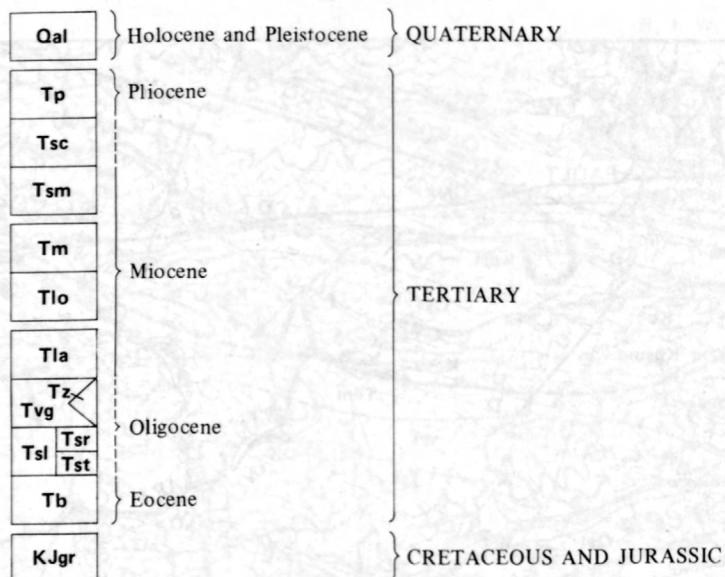 Qal Holocene and Pleistocene QUATERNARY
Tp Pliocene
Tsc
Tsm
Tm
Miocene
Tlo TERTIARY
Tla
Tz
Tvg
Oligocene
Tsr
Tsl
Tst
Tb Eocene
KJgr CRETACEOUS AND JURASSIC